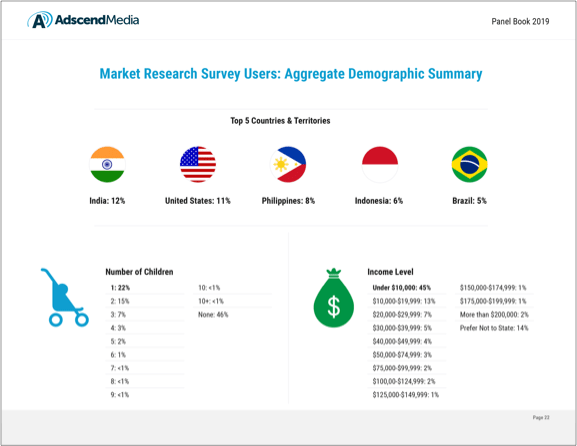 AdscendMedia
Panel Book 2019
Market Research Survey Users: Aggregate Demographic Summary
Top 5 Countries & Territories
India: 12%
United States: 11%
Philippines: 8%
Indonesia: 6%
Brazil: 5%
Number of Children
1: 22%
2: 15%
3: 7%
4: 3%
5: 2%
6: 1%
7: <1%
8: <1%
9: <1%
10: <1%
10+: <1%
None: 46%
$
Income Level
Under $10,000: 45%
$10,000-$19,999: 13%
$20,000-$29,999: 7%
$30,000-$39,999: 5%
$40,000-$49,999: 4%
$50,000-$74,999: 3%
$75,000-$99,999: 2%
$100,00-$124,999: 2%
$125,000-$149,999: 1%
$150,000-$174,999: 1%
$175,000-$199,999: 1%
More than $200,000: 2%
Prefer Not to State: 14%
Page 22